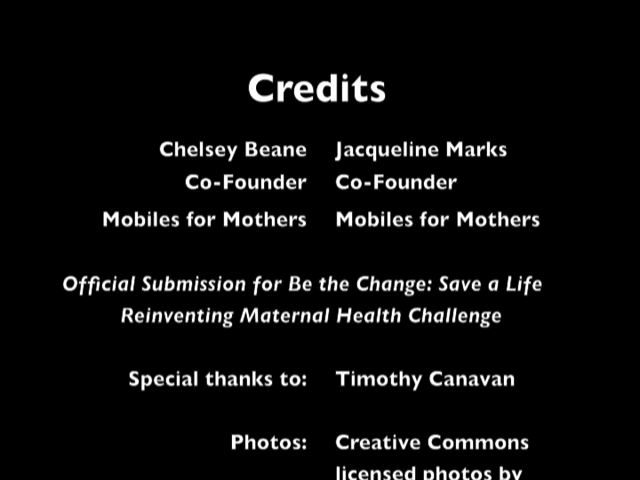 Credits
Chelsey Beane Jacqueline Marks
Co-Founder Co-Founder
Mobiles for Mothers Mobiles for Mothers
Official Submission for Be the Change: Save a Life
Reinventing Maternal Health Challenge
Special thanks to: Timothy Canavan
Photos: Creative Commons
licensed photos by